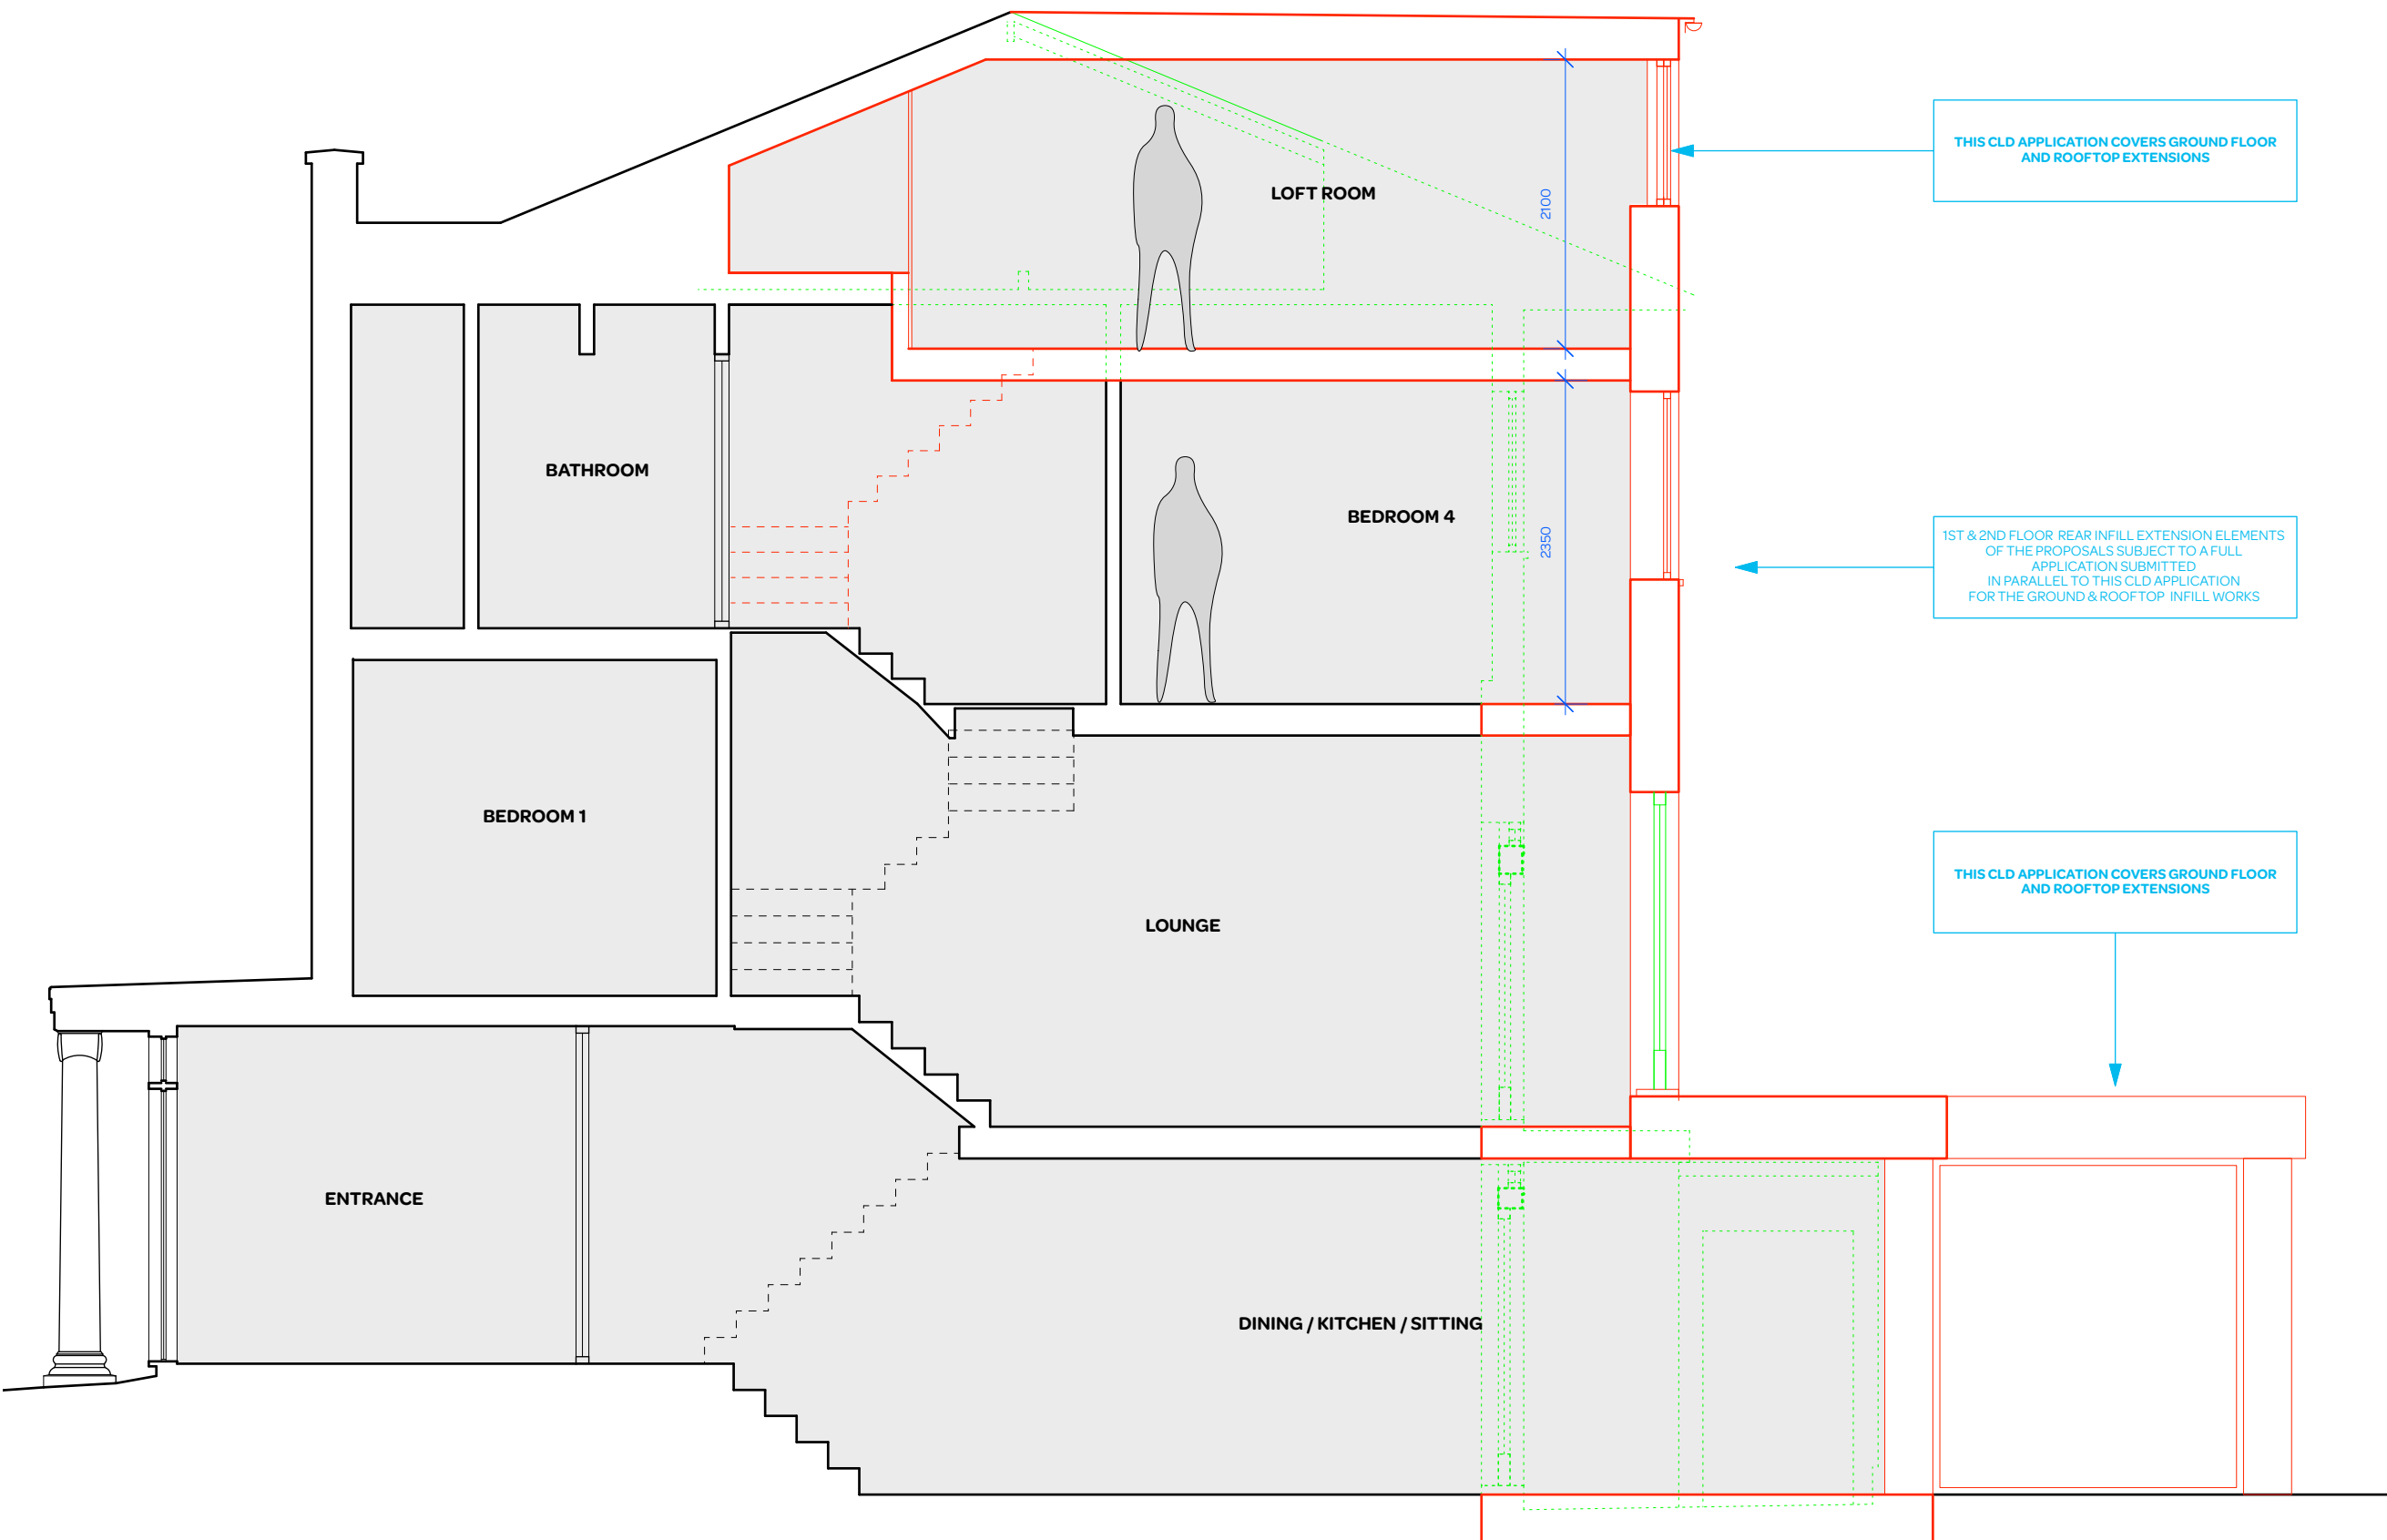 THIS CLD APPLICATION COVERS GROUND FLOOR
AND ROOFTOP EXTENSIONS
LOFT ROOM
2100
BATHROOM
BEDROOM 4
2350
1ST & 2ND FLOOR REAR INFILL EXTENSION ELEMENTS
OF THE PROPOSALS SUBJECT TO A FULL
APPLICATION SUBMITTED
IN PARALLEL TO THIS CLD APPLICATION
FOR THE GROUND & ROOFTOP INFILL WORKS
BEDROOM 1
LOUNGE
THIS CLD APPLICATION COVERS GROUND FLOOR
AND ROOFTOP EXTENSIONS
ENTRANCE
DINING / KITCHEN / SITTING